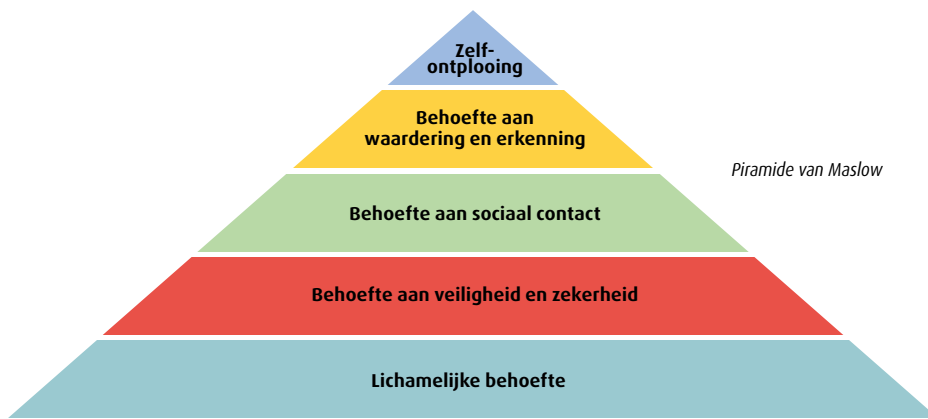 Zelf-
ontplooing
Behoefte aan
waardering en erkenning
Piramide van Maslow
Behoefte aan sociaal contact
Behoefte aan veiligheid en zekerheid
Lichamelijke behoefte